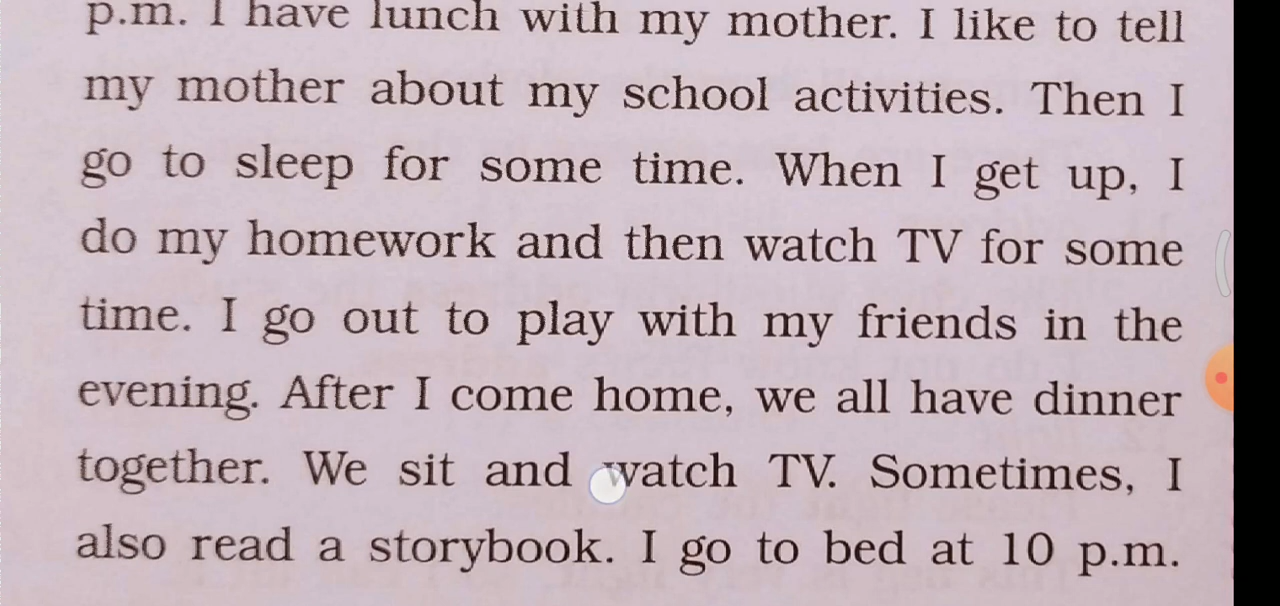 p.m. I have lunch with my mother. I like to tell
my mother about my school activities. Then I
go to sleep for some time. When I get up, I
do my homework and then watch TV for some
time. I go out to play with my friends in the
evening. After I come home, we all have dinner
together. We sit and watch TV. Sometimes, I
also read a storybook. I go to bed at 10 p.m.